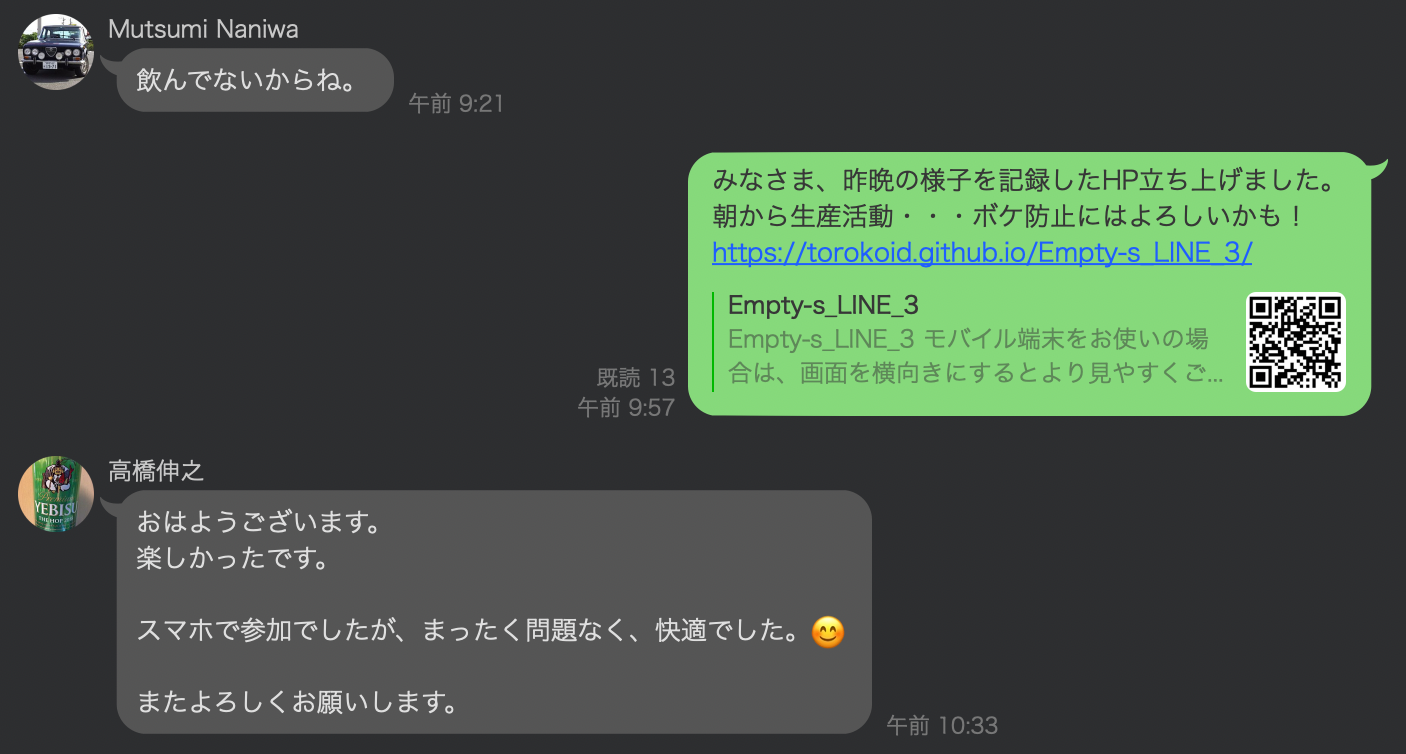 Mutsumi Naniwa
飲んでないからね。
午前 9:21
みなさま、昨晩の様子を記録したHP立ち上げました。
朝から生産活動・・・ボケ防止にはよろしいかも！
https://torokoid.github.io/Empty-s_LINE_3/
Empty-s_LINE_3
Empty-s_LINE_3 モバイル端末をお使いの場
合は、画面を横向きにするとより見やすくご...
既読 13
午前 9:57
高橋伸之
YEBISU
おはようございます。
楽しかったです。
スマホで参加でしたが、まったく問題なく、快適でした。😊
またよろしくお願いします。
午前 10:33